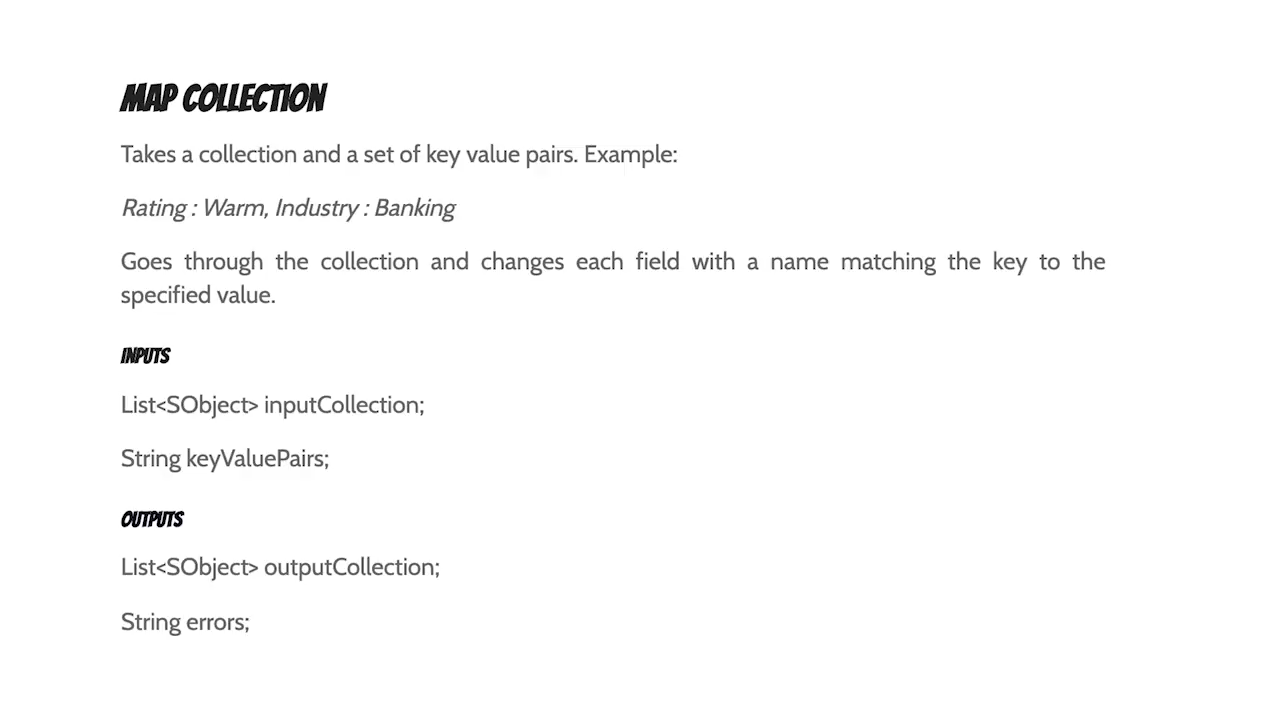 MAP COLLECTION
Takes a collection and a set of key value pairs. Example:
Rating : Warm, Industry : Banking
Goes through the collection and changes each field with a name matching the key to the
specified value.
INPUTS
List<SObject> inputCollection;
String keyValuePairs;
OUTPUTS
List<SObject> outputCollection;
String errors;